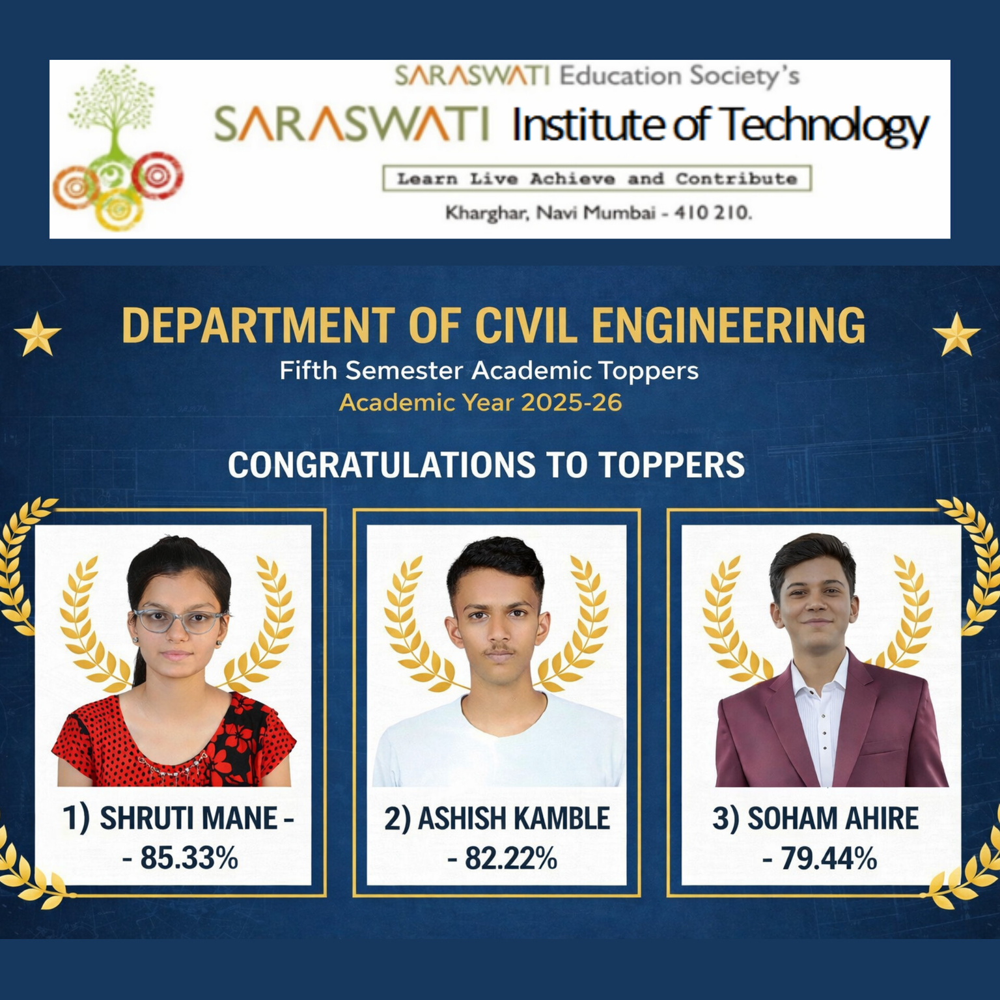 SARASWATI Education Society's
SARASWATI Institute of Technology
Learn Live Achieve and Contribute
Kharghar, Navi Mumbai - 410 210.
DEPARTMENT OF CIVIL ENGINEERING
Fifth Semester Academic Toppers
Academic Year 2025-26
CONGRATULATIONS TO TOPPERS
1) SHRUTI MANE -
- 85.33%
2) ASHISH KAMBLE
- 82.22%
3) SOHAM AHIRE
- 79.44%